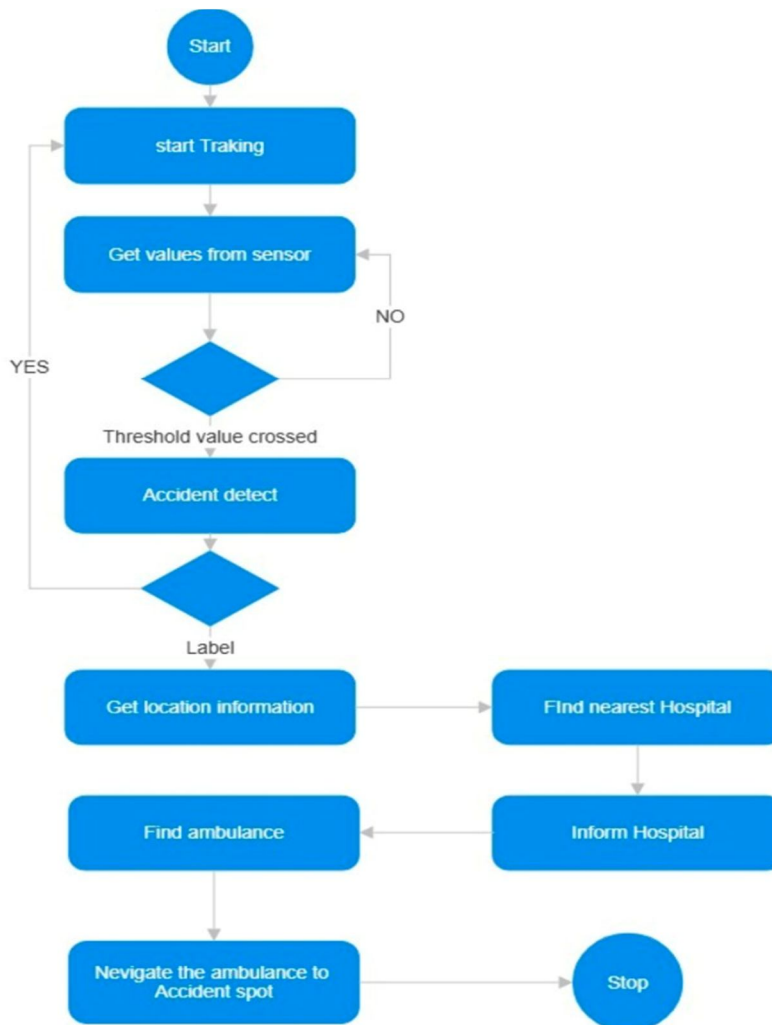 Start
start Traking
Get values from sensor
NO
YES
Threshold value crossed
Accident detect
Label
Get location information
FInd nearest Hospital
Find ambulance
Inform Hospital
Nevigate the ambulance to
Accident spot
Stop